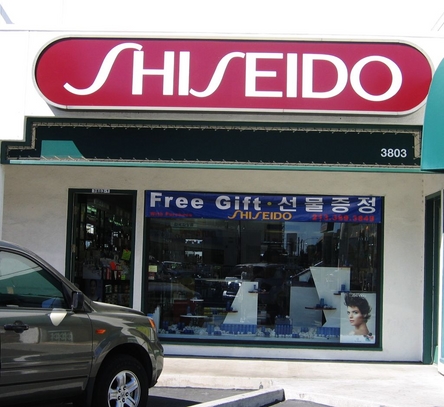 SHISEIDO
3803
Free Gift · 선물증정
SHISEIDO